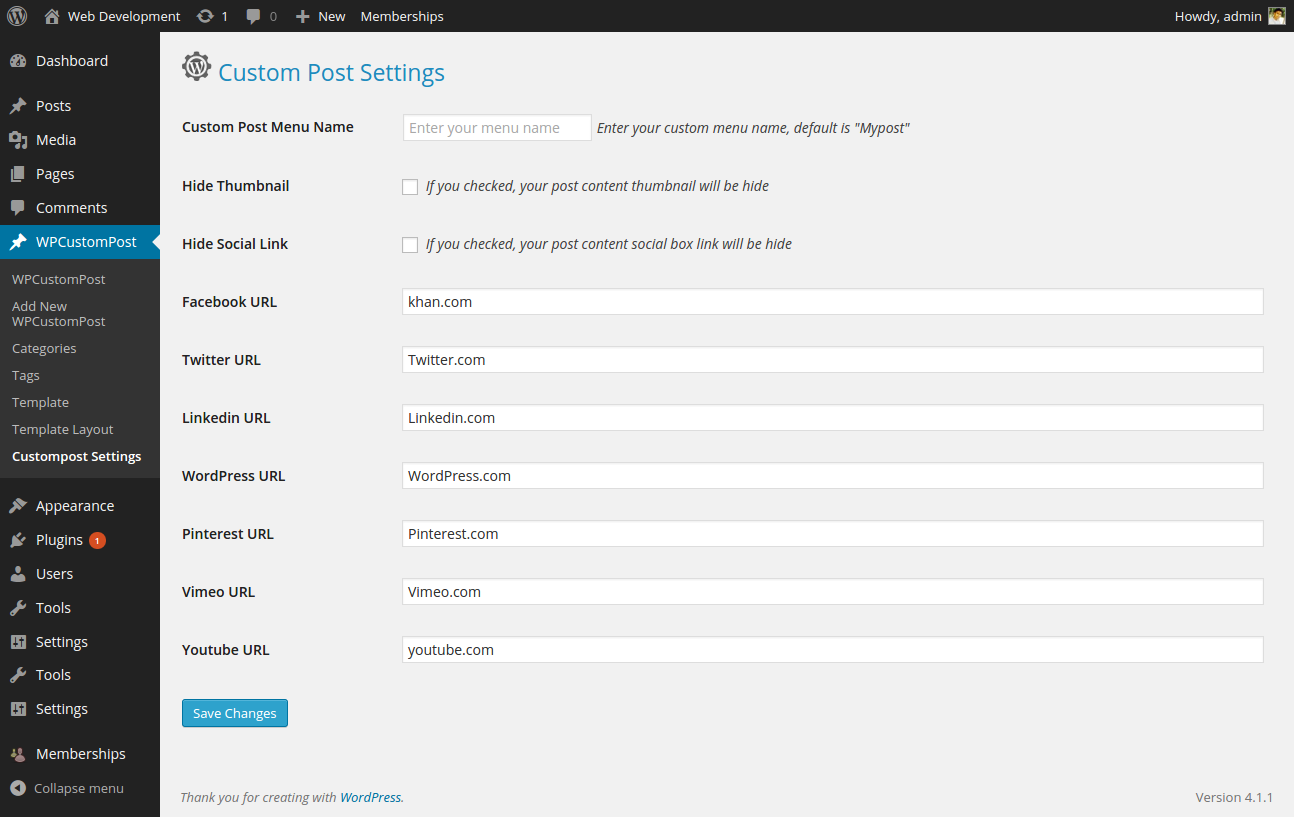 Web Development 1 0 New Memberships Howdy, admin
Dashboard
Posts
Media
Pages
Comments
WPCustomPost
WPCustomPost
Add New
WPCustomPost
Categories
Tags
Template
Template Layout
Custompost Settings
Appearance
Plugins 1
Users
Tools
Settings
Tools
Settings
Memberships
Collapse menu
Custom Post Settings
Custom Post Menu Name Enter your menu name Enter your custom menu name, default is "Mypost"
Hide Thumbnail If you checked, your post content thumbnail will be hide
Hide Social Link If you checked, your post content social box link will be hide
Facebook URL khan.com
Twitter URL Twitter.com
Linkedin URL Linkedin.com
WordPress URL WordPress.com
Pinterest URL Pinterest.com
Vimeo URL Vimeo.com
Youtube URL youtube.com
Save Changes
Thank you for creating with WordPress. Version 4.1.1